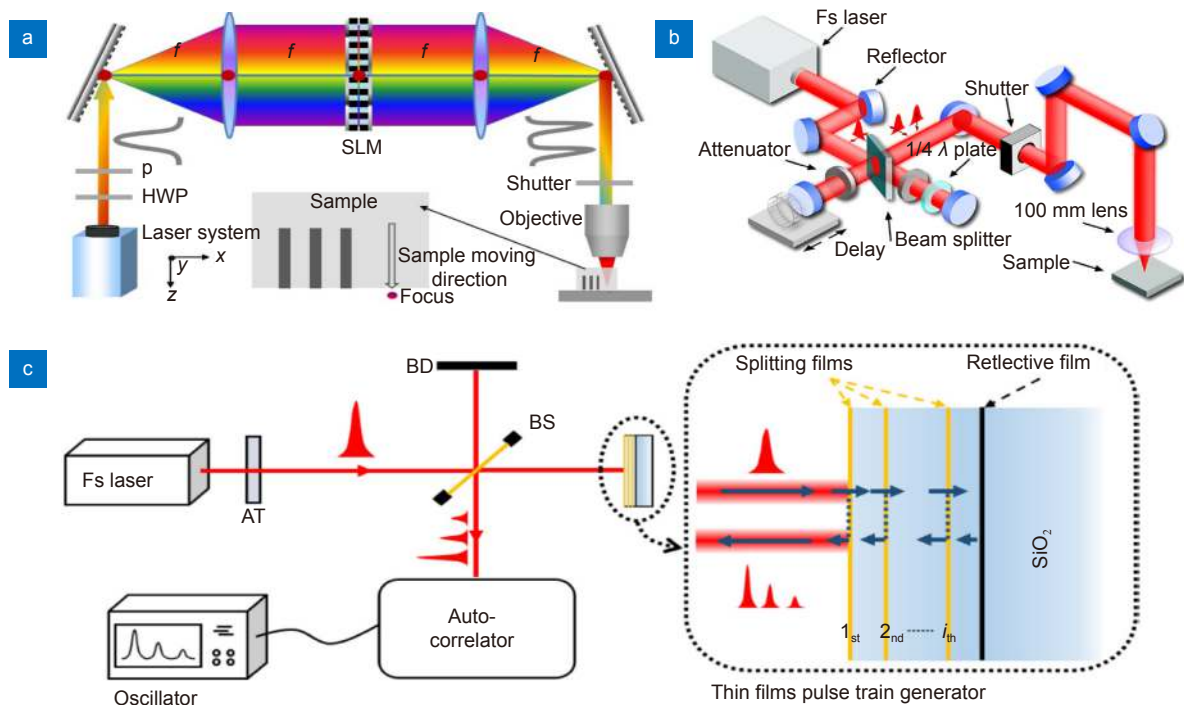 a
f
f
f
f
SLM
p
HWP
Laser system
x
y
z
Sample
Sample moving
direction
Focus
Shutter
Objective
b
Fs laser
Reflector
Shutter
Attenuator
1/4 λ plate
100 mm lens
Delay
Beam splitter
Sample
c
BD
BS
Fs laser
AT
Auto-
correlator
Oscillator
Splitting films
Retlective film
SiO2
1st
2nd
ith
Thin films pulse train generator